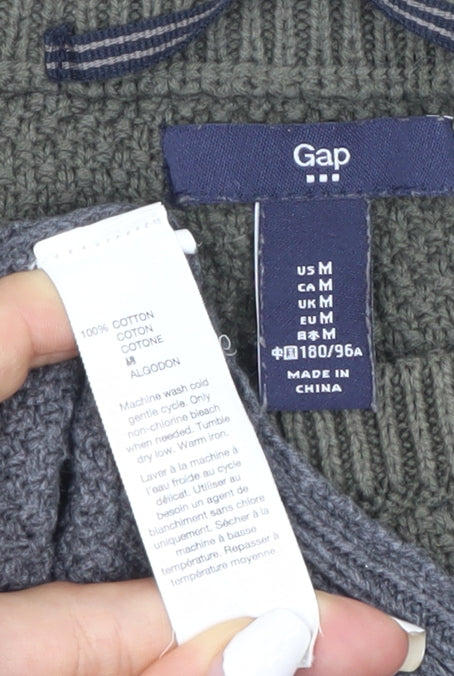 Gap
US M
CA M
UK M
EU M
日本 M
中国 180/96A
MADE IN
CHINA
100% COTTON
COTON
COTONE
棉
ALGODON
Machine wash cold
gentle cycle. Only
non-chlorine bleach
when needed. Tumble
dry low. Warm iron.
Laver à la machine à
l'eau froide au cycle
délicat. Utiliser au
besoin un agent de
blanchiment sans chlore
uniquement. Sécher à la
machine à basse
température. Repasser à
température moyenne.